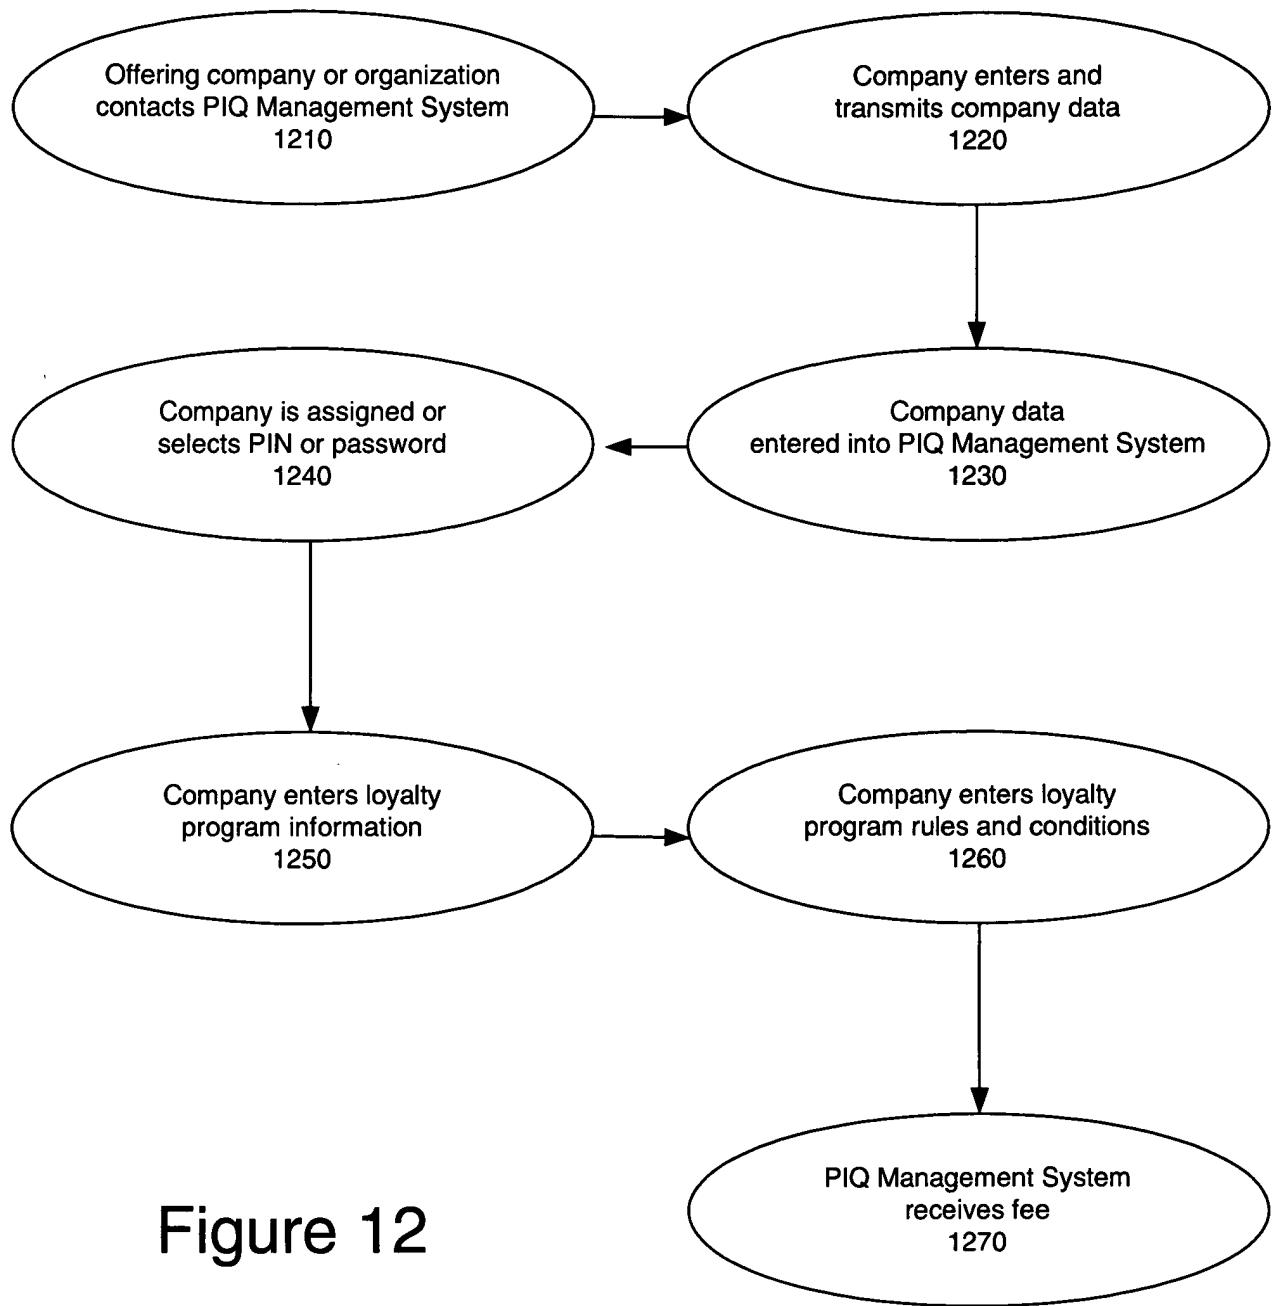 Offering company or organization
contacts PIQ Management System
1210
Company enters and
transmits company data
1220
Company data
entered into PIQ Management System
1230
Company is assigned or
selects PIN or password
1240
Company enters loyalty
program information
1250
Company enters loyalty
program rules and conditions
1260
PIQ Management System
receives fee
1270
Figure 12